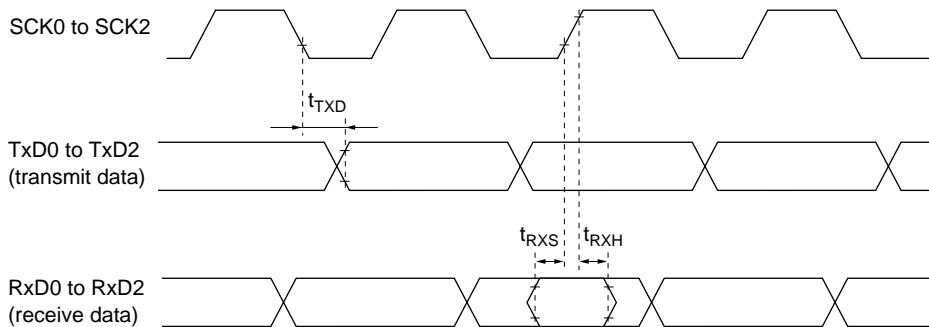 SCK0 to SCK2
tTXD
TxD0 to TxD2
(transmit data)
tRXS
tRXH
RxD0 to RxD2
(receive data)